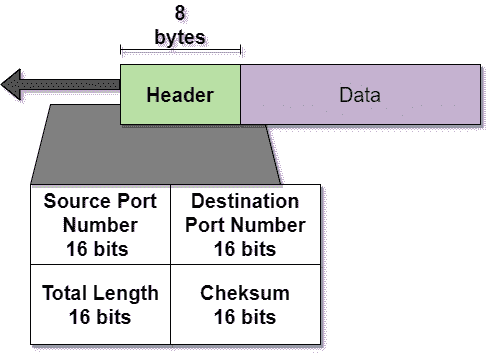 8
bytes
Header
Data
Source Port
Number
16 bits
Destination
Port Number
16 bits
Total Length
16 bits
Cheksum
16 bits